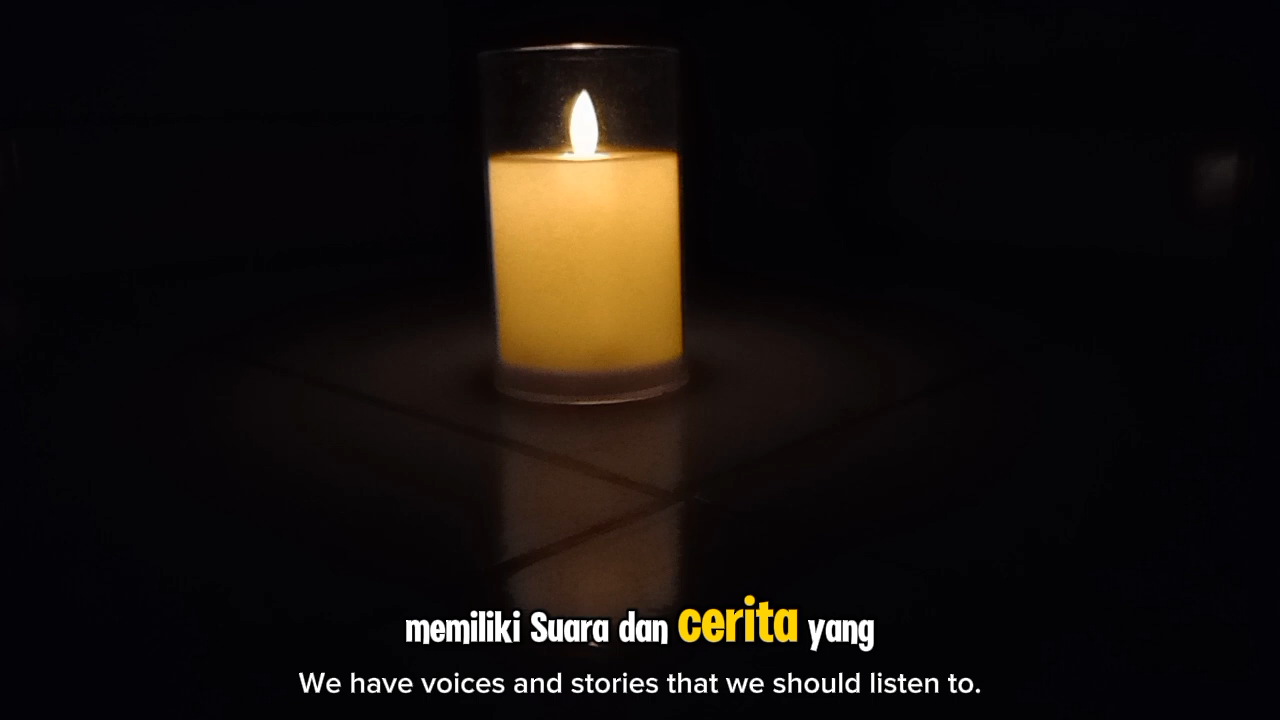 memiliki Suara dan cerita yang
We have voices and stories that we should listen to.